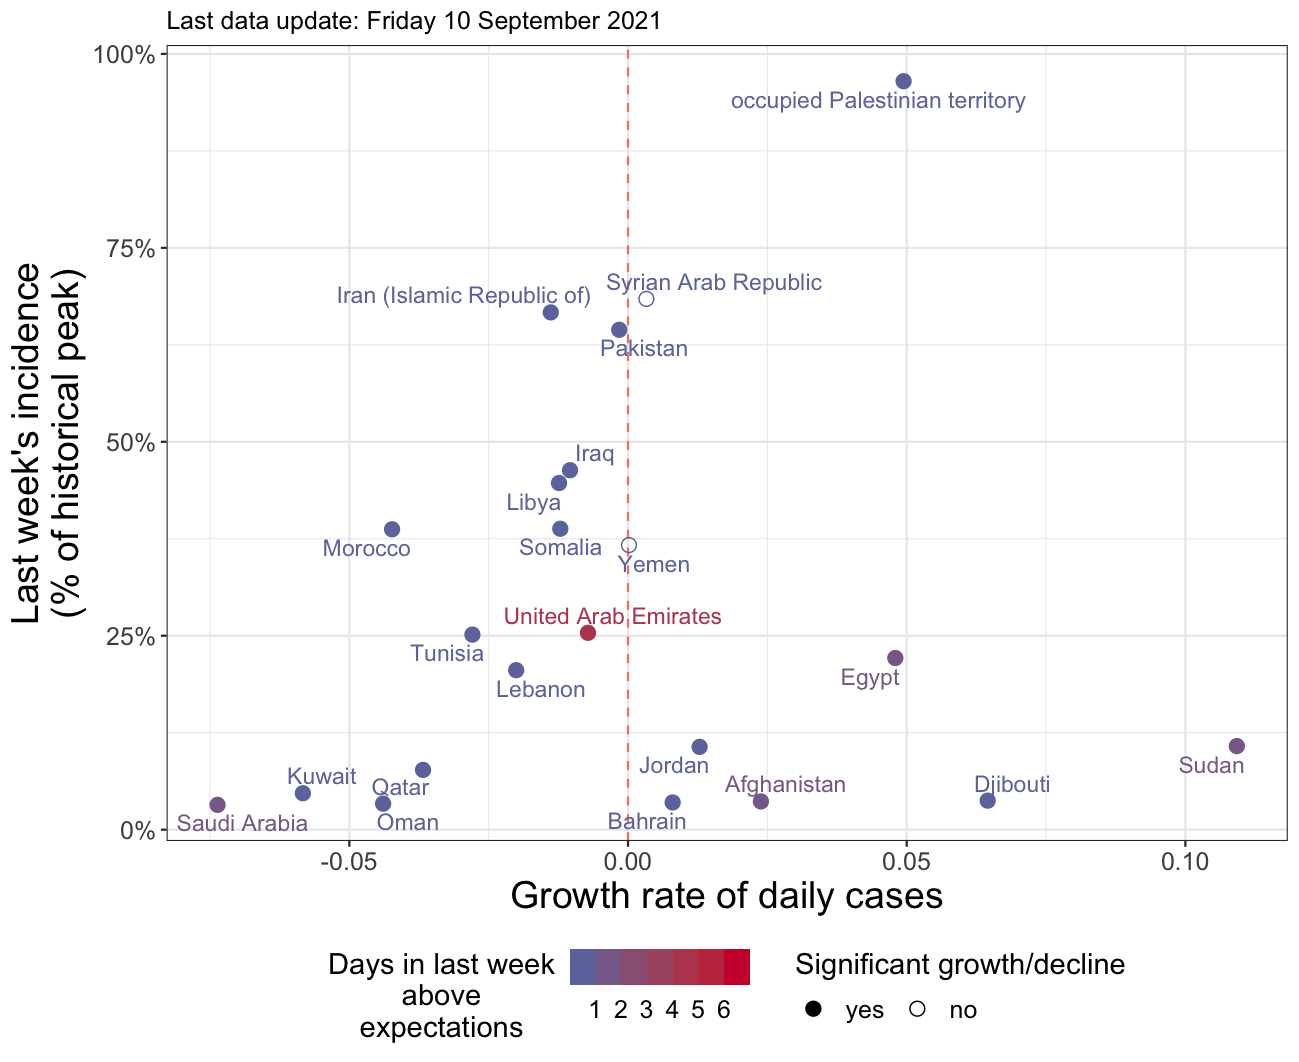 Last data update: Friday 10 September 2021
100%
occupied Palestinian territory
75%
Syrian Arab Republic
Iran (Islamic Republic of)
Pakistan
50%
Iraq
Libya
Morocco
Somalia
Yemen
United Arab Emirates
25%
Tunisia
Egypt
Lebanon
Jordan
Sudan
Kuwait
Qatar
Afghanistan
Djibouti
Saudi Arabia
Oman
Bahrain
0%
Last week's incidence
(% of historical peak)
-0.05 0.00 0.05 0.10
Growth rate of daily cases
Days in last week
above
expectations
1 2 3 4 5 6
Significant growth/decline
yes no